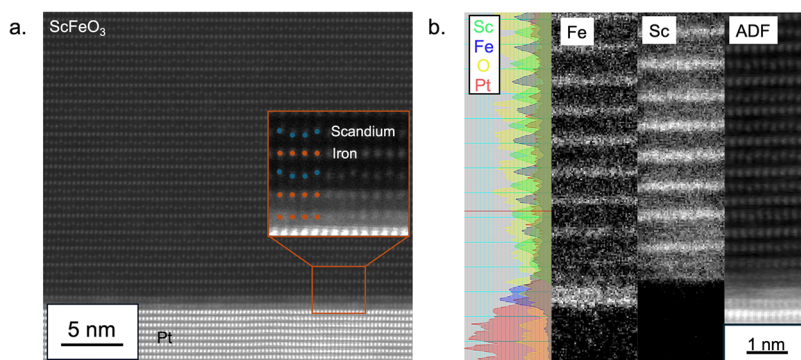 a.
ScFeO₃
Scandium
Iron
5 nm
Pt
b.
Sc
Fe
O
Pt
Fe
Sc
ADF
1 nm